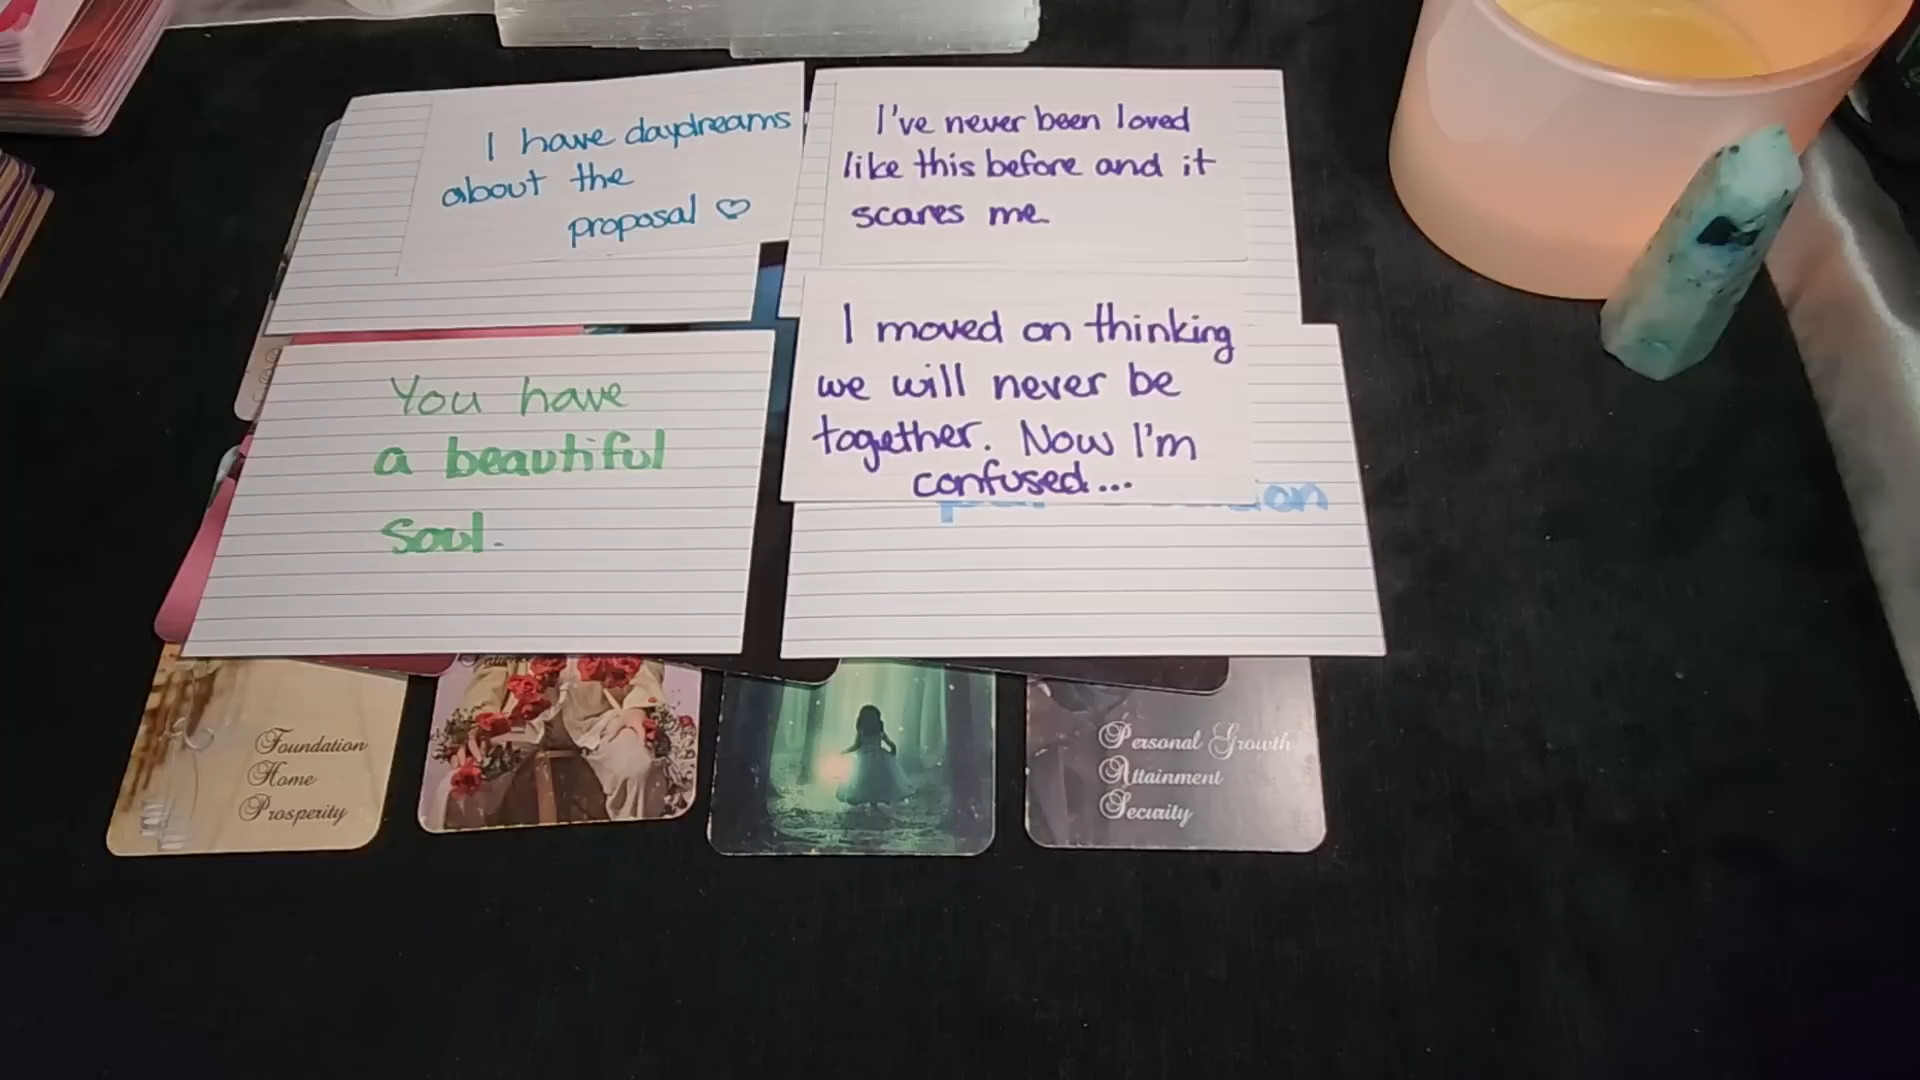 I have daydreams
about the
proposal ♡
I've never been loved
like this before and it
scares me
I moved on thinking
we will never be
together. Now I'm
confused...
You have
a beautiful
soul.
Foundation
Home
Prosperity
Personal Growth
Attainment
Security